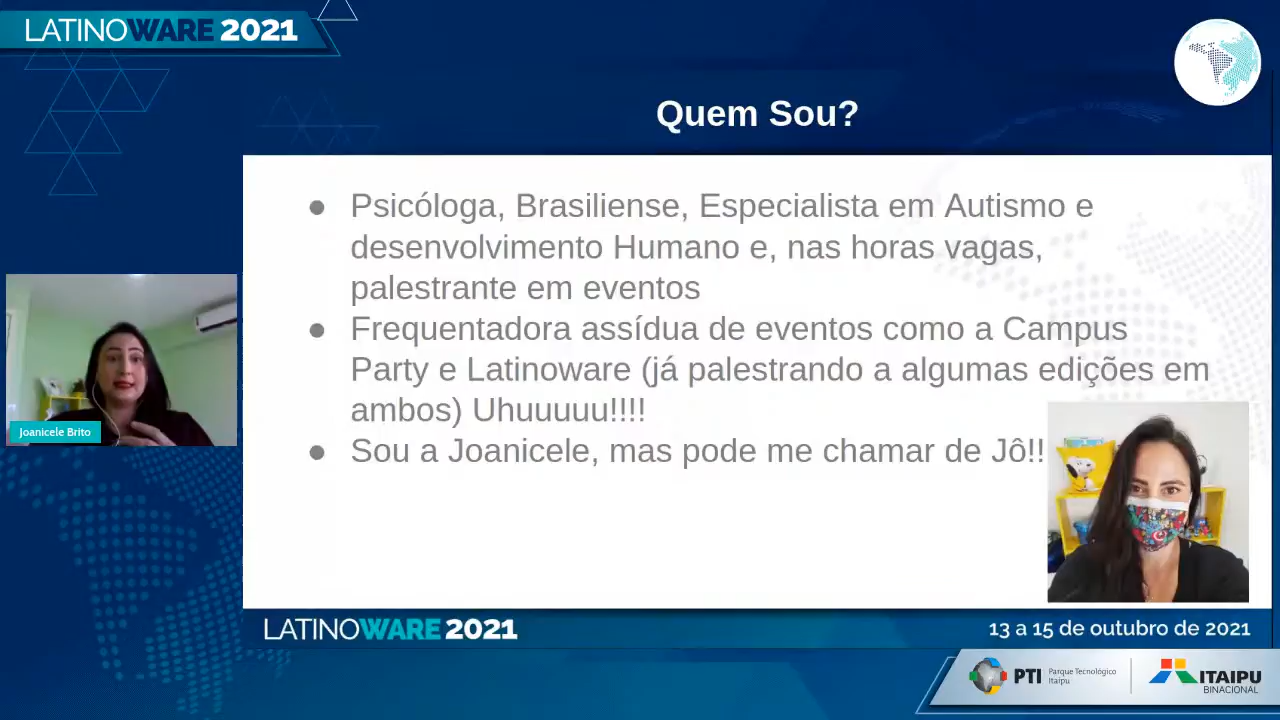 LATINOWARE 2021
Quem Sou?
● Psicóloga, Brasiliense, Especialista em Autismo e
desenvolvimento Humano e, nas horas vagas,
palestrante em eventos
● Frequentadora assídua de eventos como a Campus
Party e Latinoware (já palestrando a algumas edições em
ambos) Uhuuuuu!!!!
● Sou a Joanicele, mas pode me chamar de Jô!!
Joanicele Brito
LATINOWARE 2021
13 a 15 de outubro de 2021
PTI Parque Tecnológico
Itaipu
ITAIPU
BINACIONAL